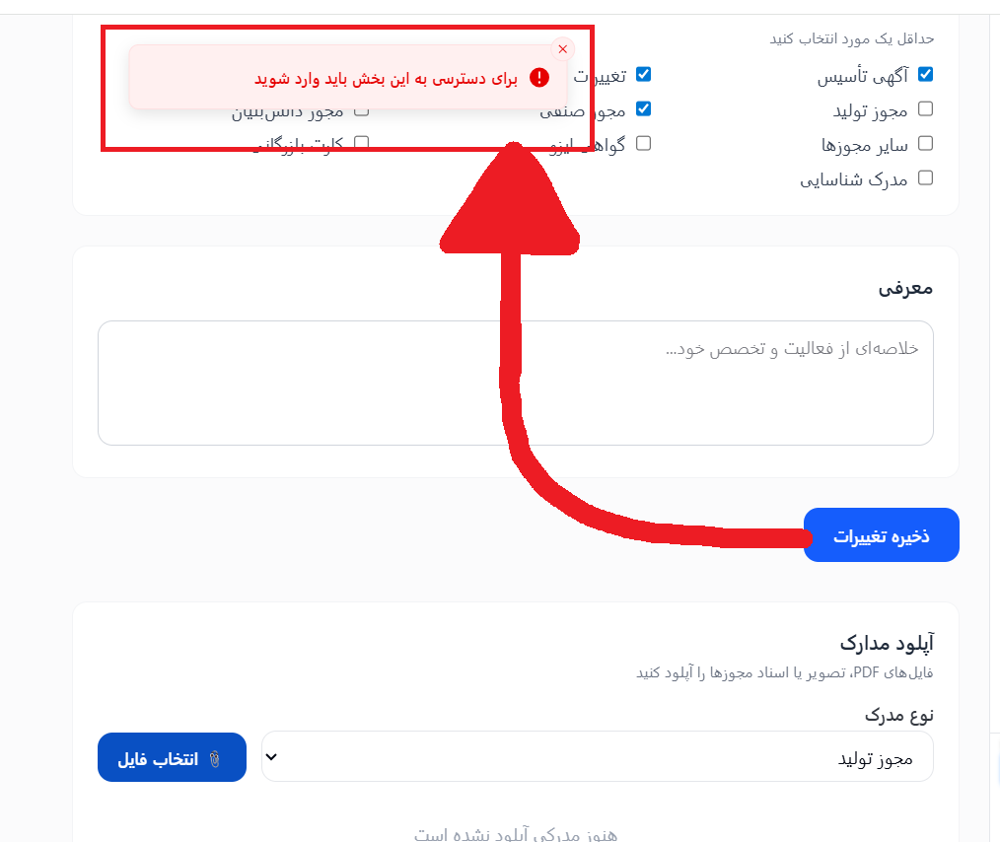 حداقل یک مورد انتخاب کنید
برای دسترسی به این بخش باید وارد شوید
آگهی تأسیس
تغییرات
مجوز تولید
مجوز صنفی
مجوز دانش‌بنیان
سایر مجوزها
گواهی ایزو
کارت بازرگانی
مدرک شناسایی
معرفی
خلاصه‌ای از فعالیت و تخصص خود...
ذخیره تغییرات
آپلود مدارک
فایل‌های PDF، تصویر یا اسناد مجوزها را آپلود کنید
نوع مدرک
مجوز تولید
انتخاب فایل
هنوز مدرکی آپلود نشده است